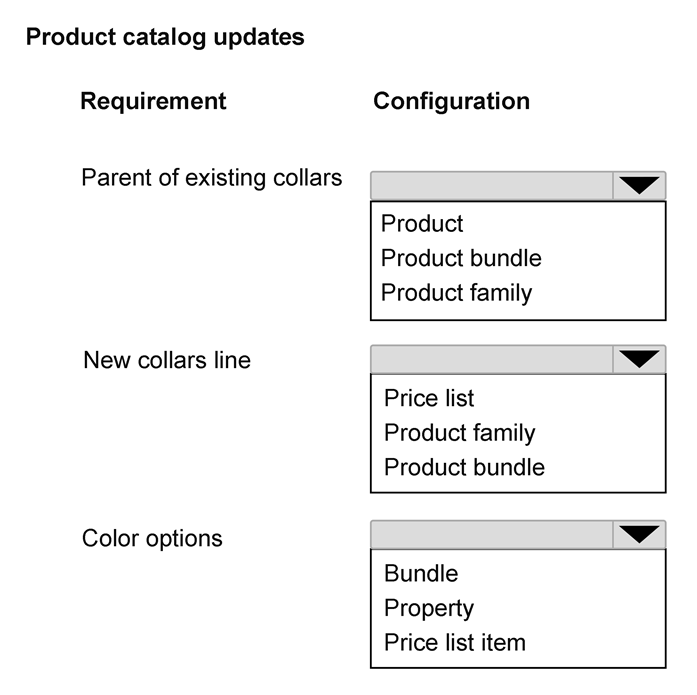 Product catalog updates
Requirement Configuration
Parent of existing collars
Product
Product bundle
Product family
New collars line
Price list
Product family
Product bundle
Color options
Bundle
Property
Price list item